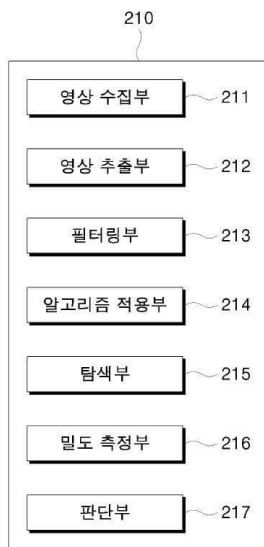 210
영상 수집부 211
영상 추출부 212
필터링부 213
알고리즘 적용부 214
탐색부 215
밀도 측정부 216
판단부 217